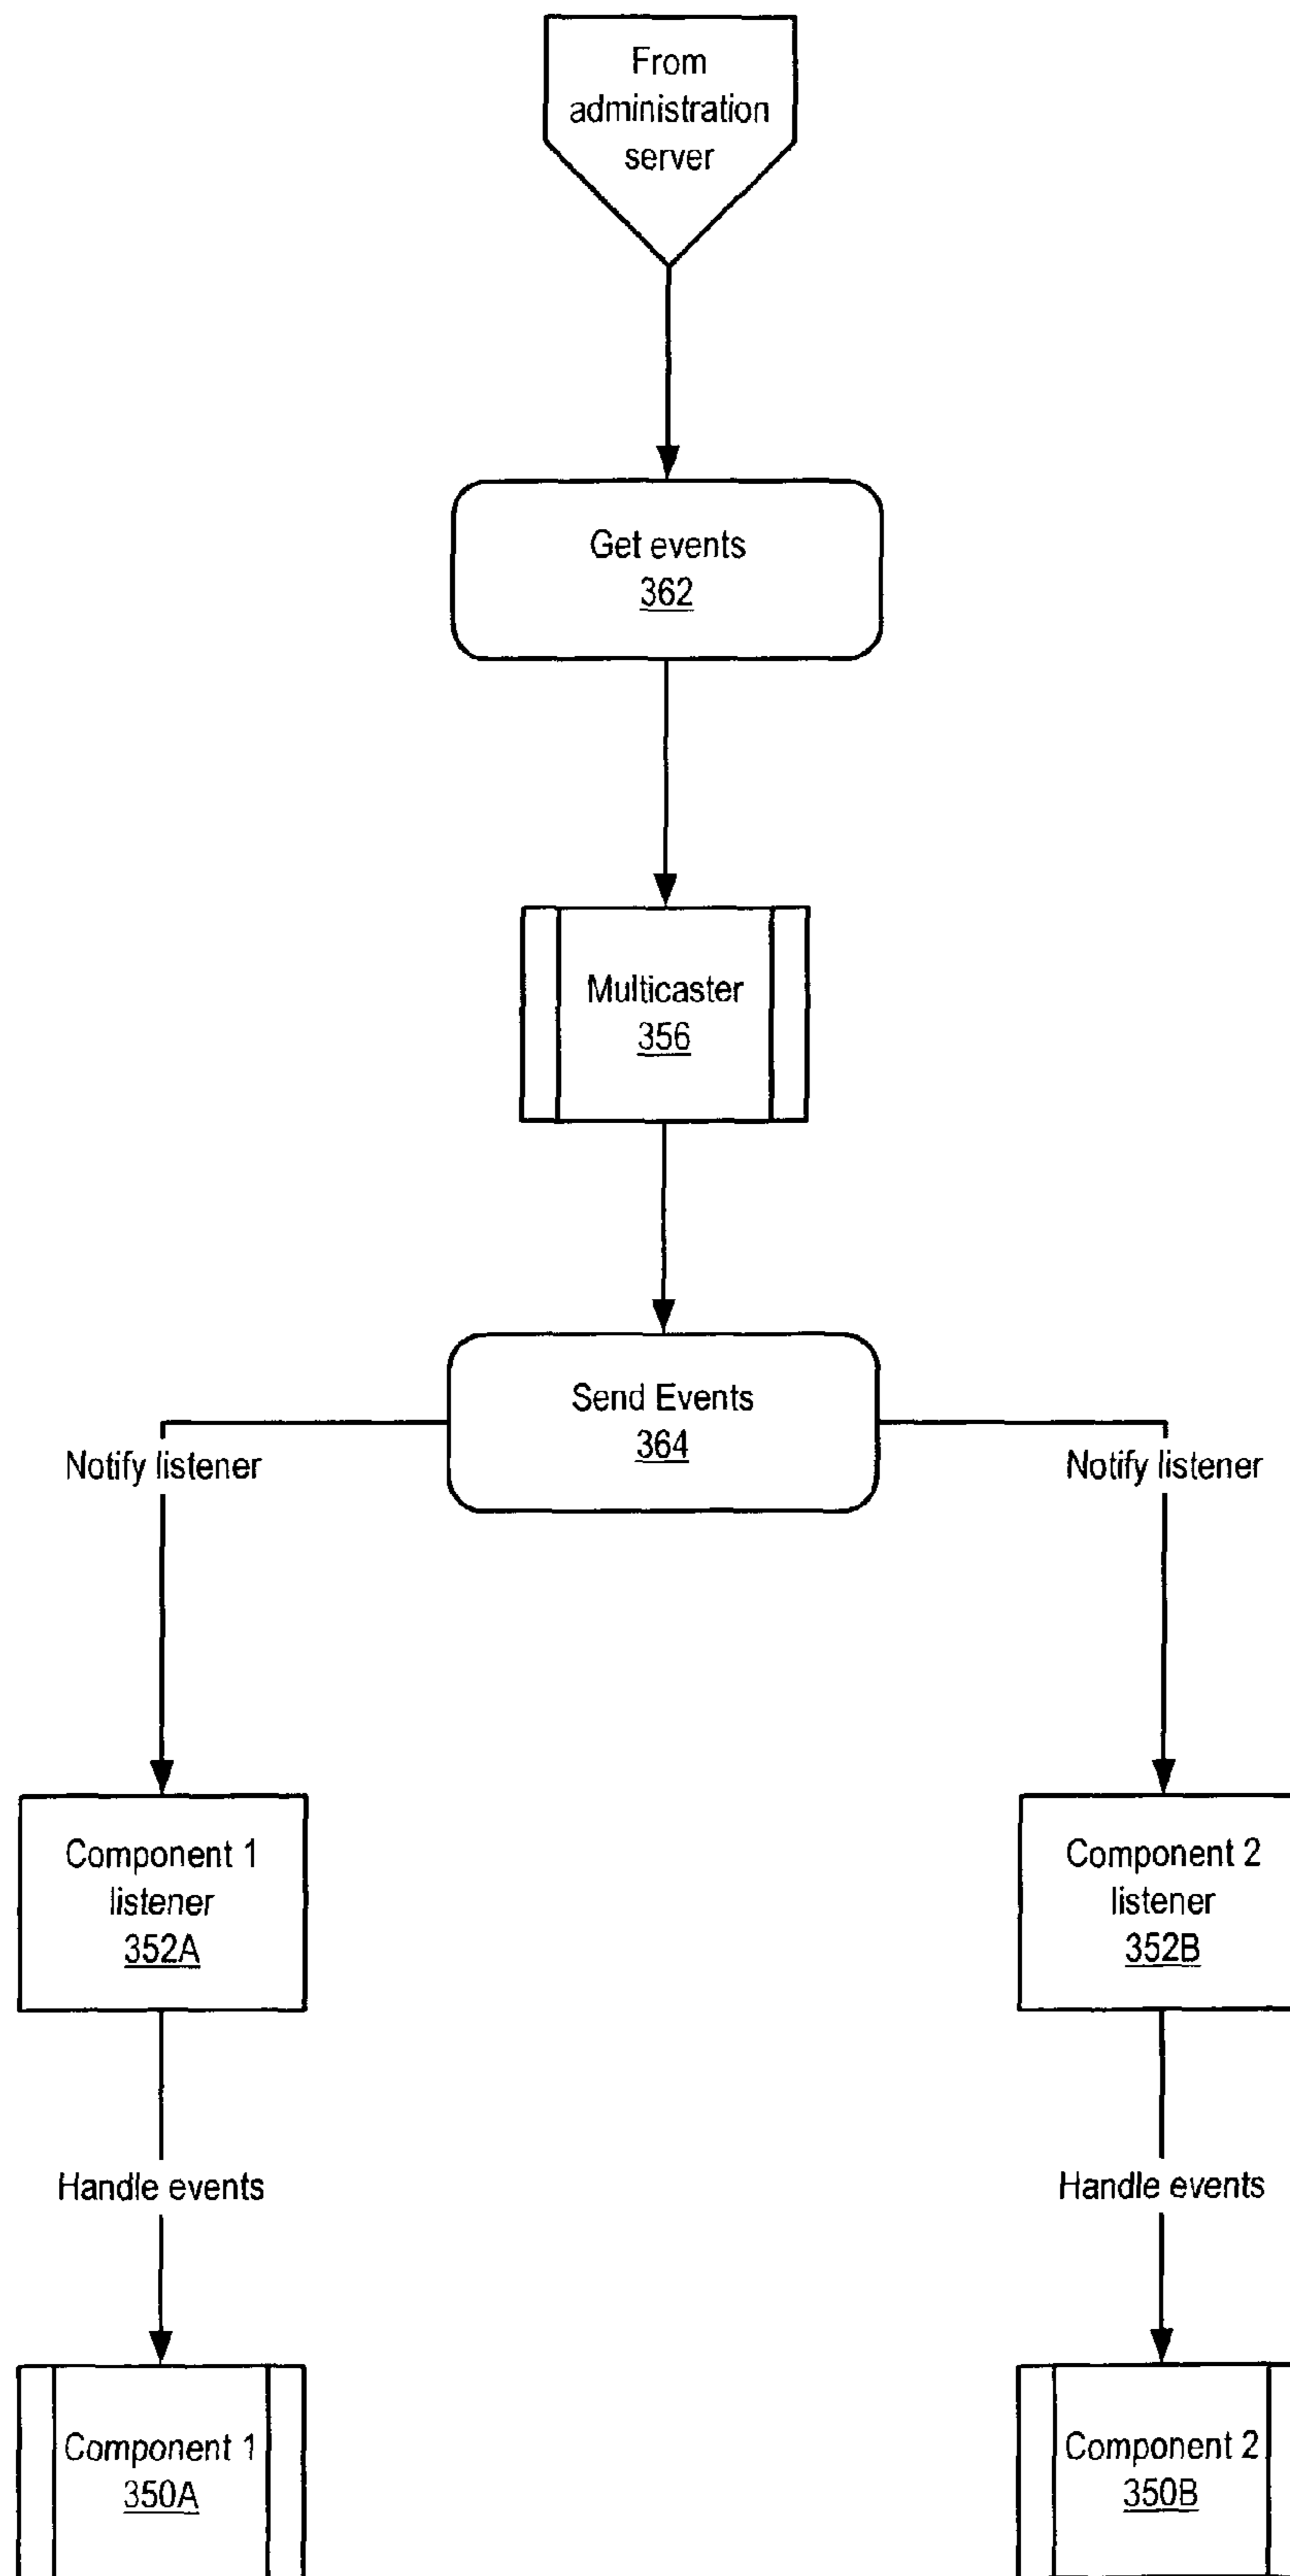 From
administration
server
Get events
362
Multicaster
356
Send Events
364
Notify listener
Notify listener
Component 1
listener
352A
Component 2
listener
352B
Handle events
Handle events
Component 1
350A
Component 2
350B